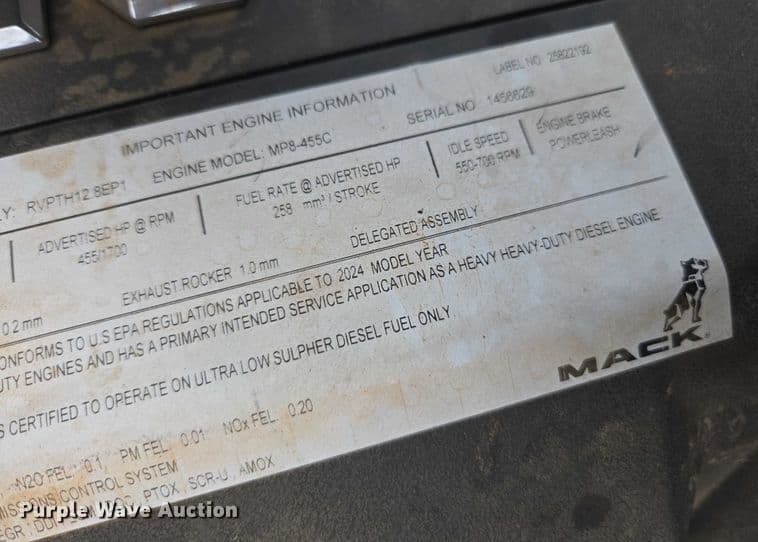 LABEL NO 25822192
IMPORTANT ENGINE INFORMATION
SERIAL NO 1456629
ENGINE MODEL: MP8-455C
LY: RVPTH12.8EP1
ADVERTISED HP @ RPM
455/1700
FUEL RATE @ ADVERTISED HP
258 mm³ / STROKE
IDLE SPEED
550-700 RPM
ENGINE BRAKE
POWERLEASH
0.2 mm
EXHAUST ROCKER 1.0 mm
DELEGATED ASSEMBLY
ONFORMS TO U.S EPA REGULATIONS APPLICABLE TO 2024 MODEL YEAR
UTY ENGINES AND HAS A PRIMARY INTENDED SERVICE APPLICATION AS A HEAVY HEAVY-DUTY DIESEL ENGINE
S CERTIFIED TO OPERATE ON ULTRA LOW SULPHER DIESEL FUEL ONLY
N2O FEL 0.1, PM FEL 0.01 NOx FEL 0.20
MISSIONS CONTROL SYSTEM
EGR PTOX, SCR-U, AMOX
MACK
Purple Wave Auction